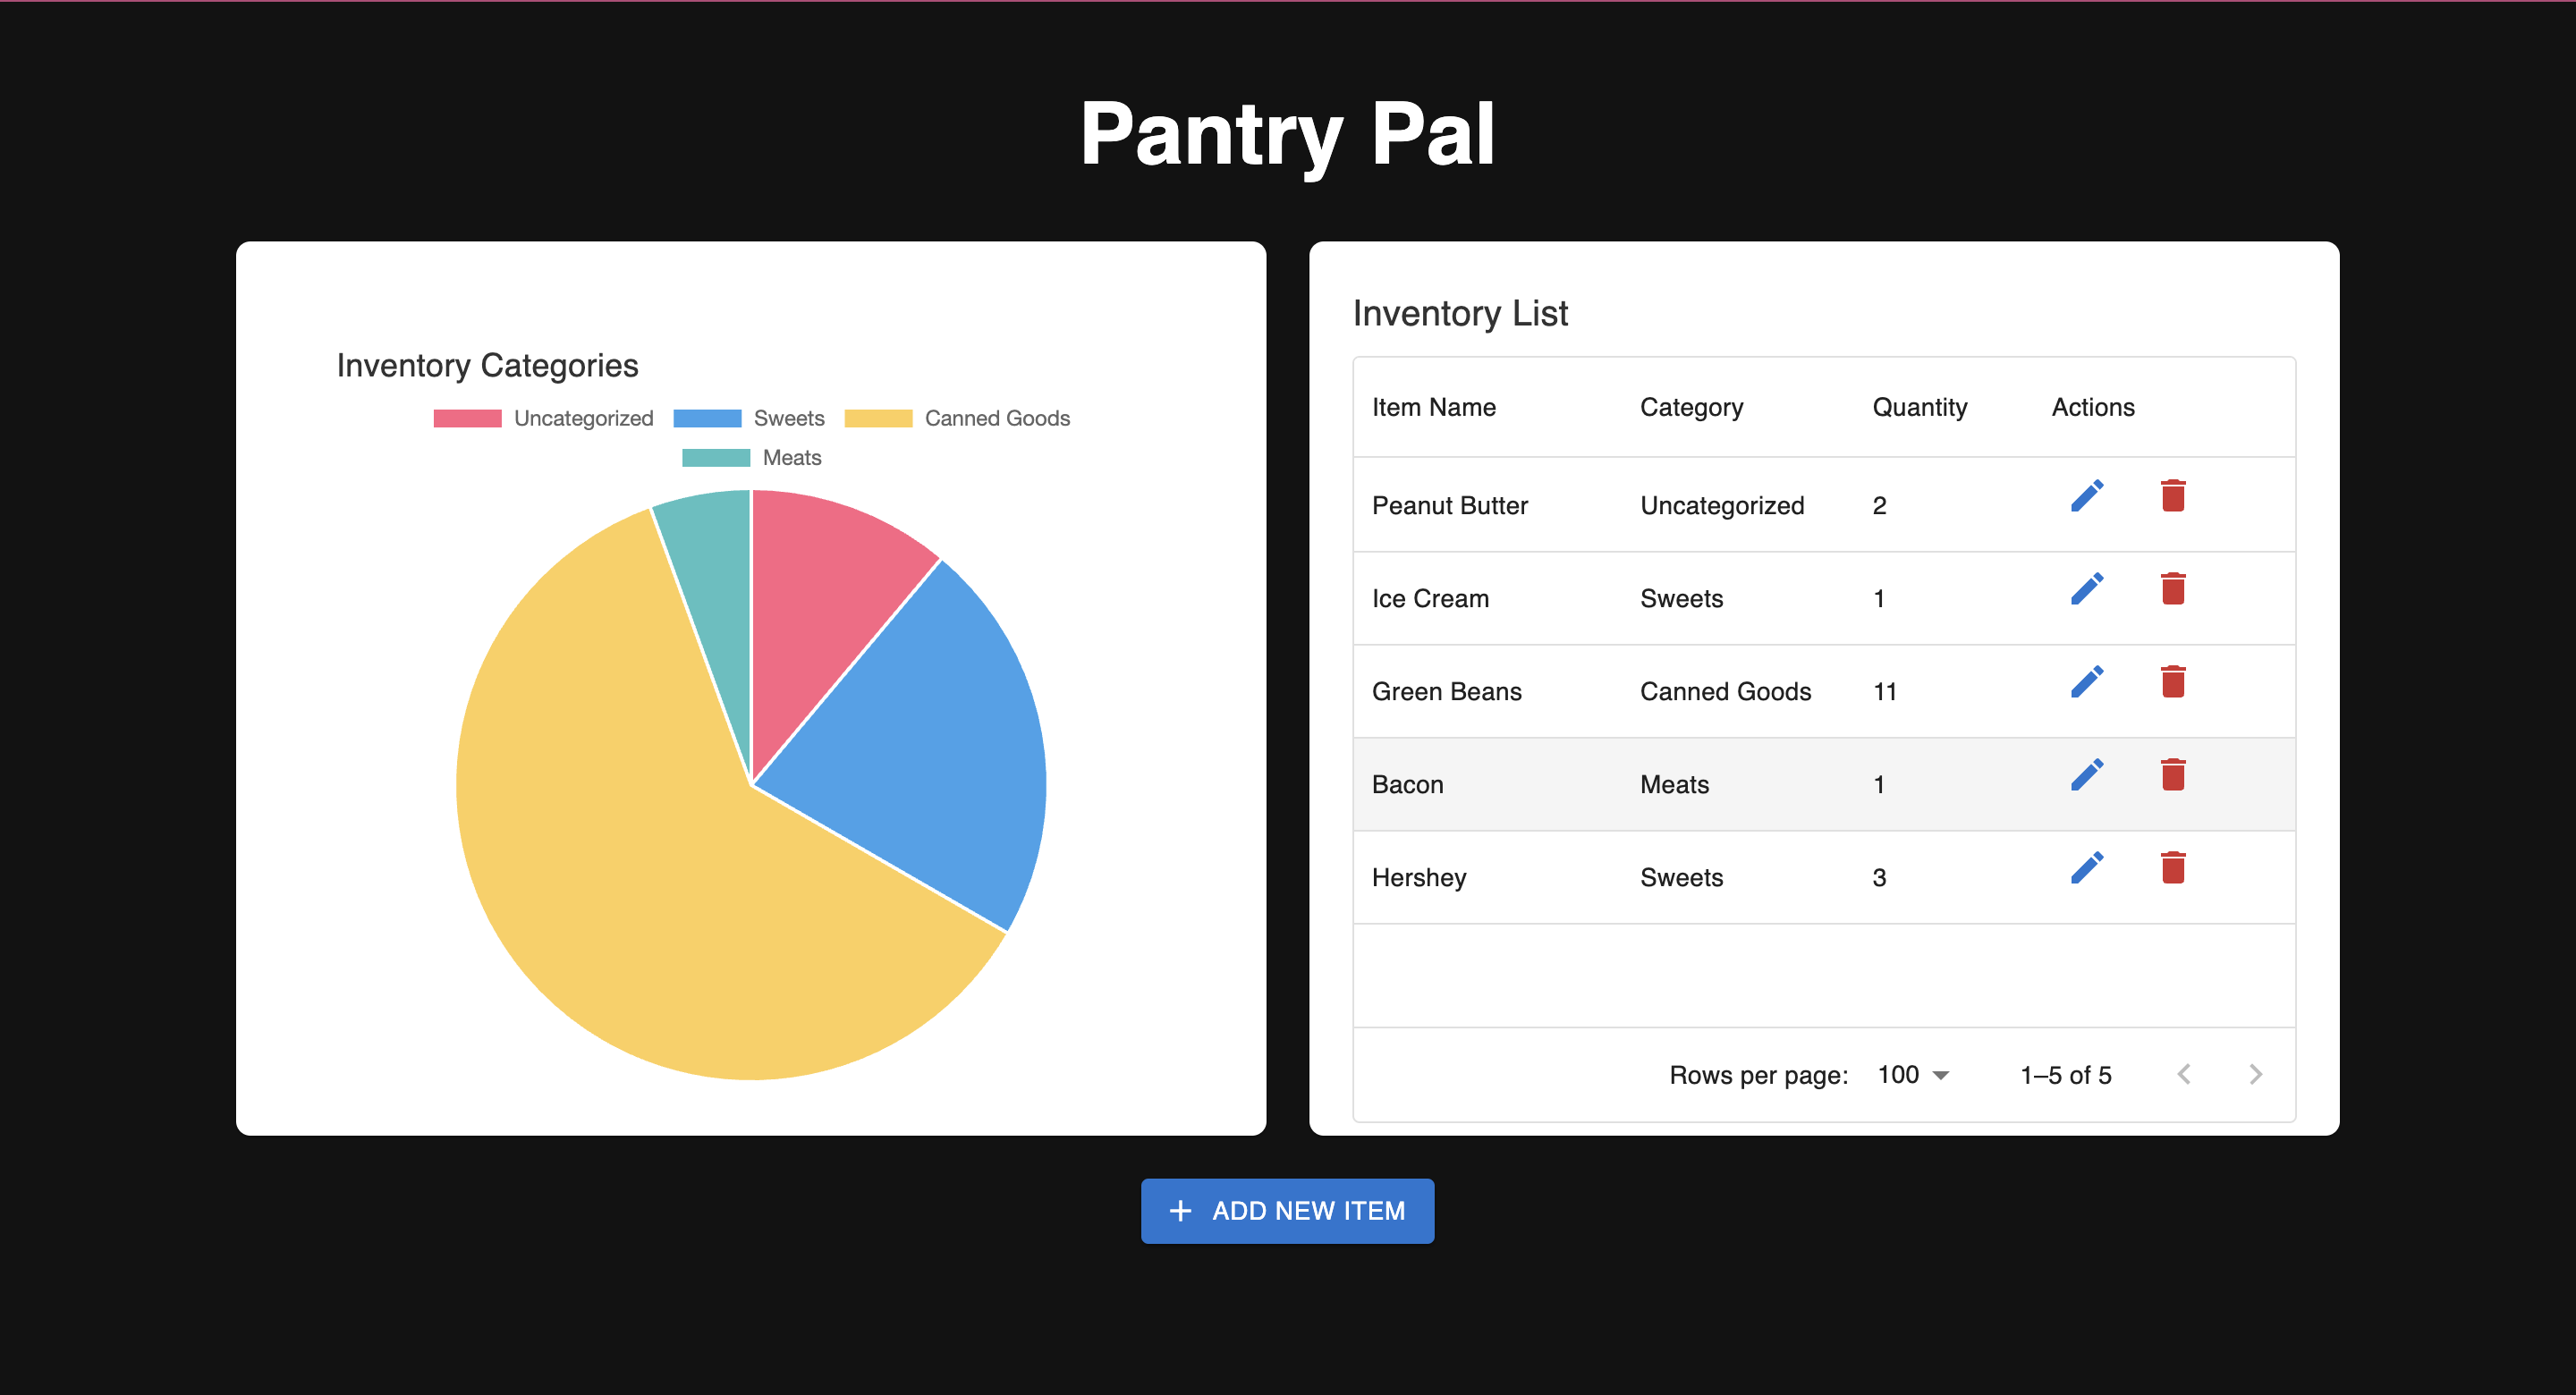 Pantry Pal
Inventory Categories
Uncategorized Sweets Canned Goods
Meats
Inventory List
Item Name Category Quantity Actions
Peanut Butter Uncategorized 2
Ice Cream Sweets 1
Green Beans Canned Goods 11
Bacon Meats 1
Hershey Sweets 3
Rows per page: 100 1–5 of 5
+ ADD NEW ITEM